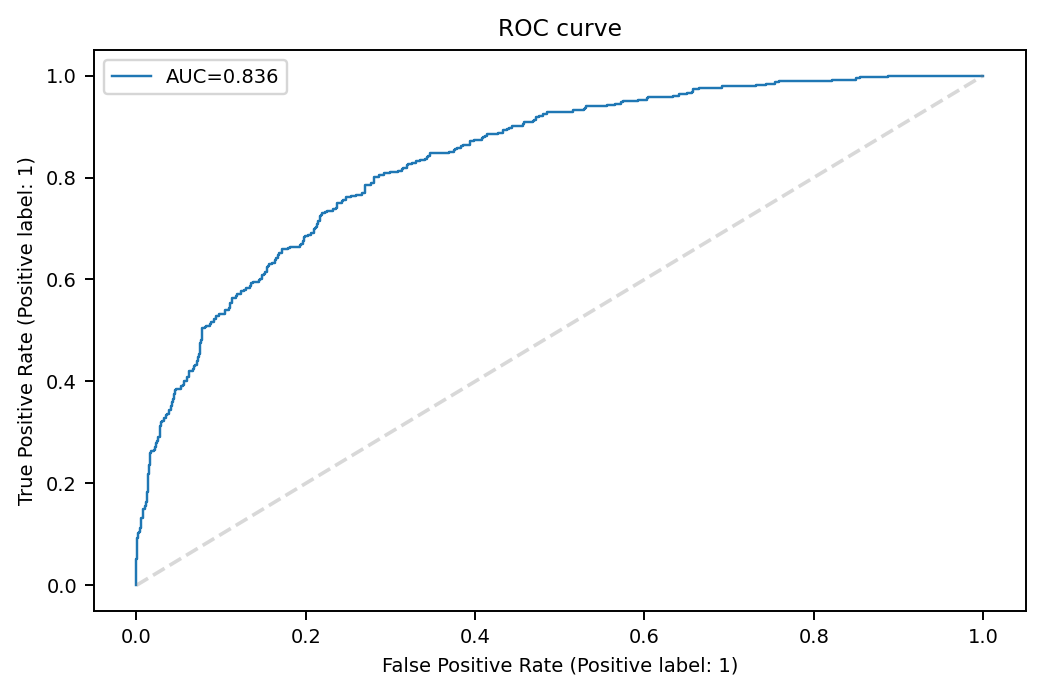 ROC curve
AUC=0.836
True Positive Rate (Positive label: 1)
1.0
0.8
0.6
0.4
0.2
0.0
0.0 0.2 0.4 0.6 0.8 1.0
False Positive Rate (Positive label: 1)